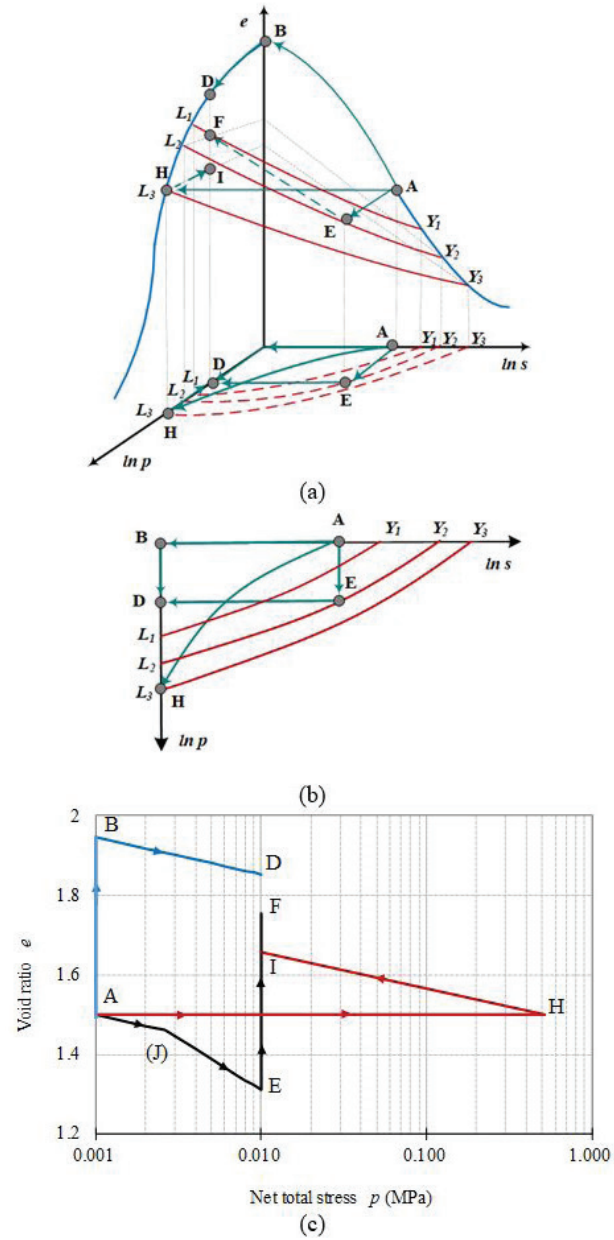 e
B
D
L1
F
L2
H
I
A
L3
E
Y1
Y2
Y3
A
Y1
Y2
Y3
ln s
D
L1
L2
E
L3
H
ln p
(a)
A
B
Y1
Y2
Y3
ln s
E
D
L1
L2
L3
H
ln p
(b)
2
B
D
1.8
F
Void ratio e
1.6
I
A
H
1.4
(J)
E
1.2
0.001
0.010
0.100
1.000
Net total stress p (MPa)
(c)